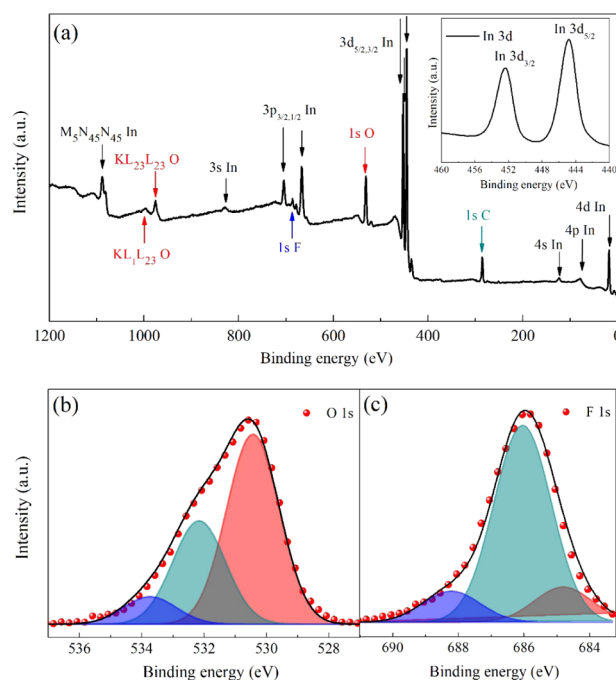 (a)
3d5/2,3/2 In
In 3d
In 3d5/2
In 3d3/2
Intensity (a.u.)
460 456 452 448 444 440
Binding energy (eV)
M5N45N45 In
KL23L23 O
3s In
3p3/2,1/2 In
1s O
1s F
KL1L23 O
1s C
4s In
4p In
4d In
Intensity (a.u.)
1200 1000 800 600 400 200 0
Binding energy (eV)
(b)
O 1s
Intensity (a.u.)
536 534 532 530 528
Binding energy (eV)
(c)
F 1s
690 688 686 684
Binding energy (eV)